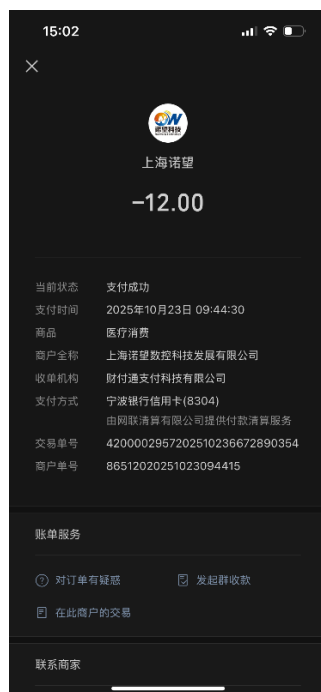 15:02
诺望科技
上海诺望
-12.00
当前状态 支付成功
支付时间 2025年10月23日 09:44:30
商品 医疗消费
商户全称 上海诺望数控科技发展有限公司
收单机构 财付通支付科技有限公司
支付方式 宁波银行信用卡(8304)
由网联清算有限公司提供付款清算服务
交易单号 4200002957202510236672890354
商户单号 86512020251023094415
账单服务
对订单有疑惑 发起群收款
在此商户的交易
联系商家